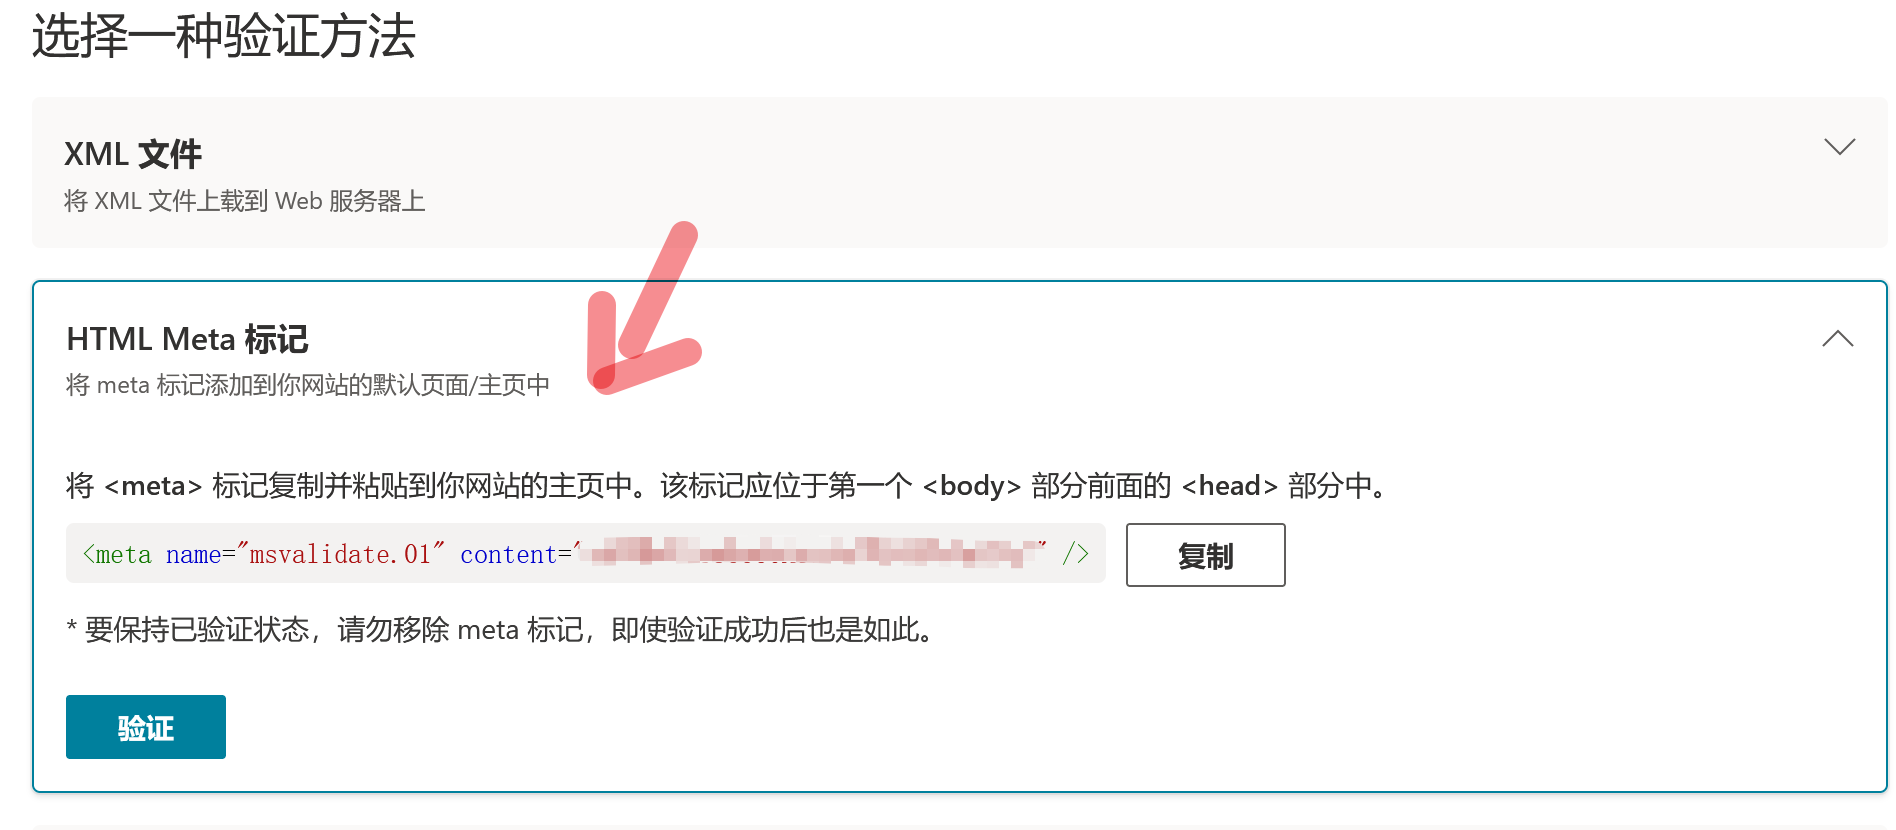 选择一种验证方法
XML 文件
将 XML 文件上载到 Web 服务器上
HTML Meta 标记
将 meta 标记添加到你网站的默认页面/主页中
将 <meta> 标记复制并粘贴到你网站的主页中。该标记应位于第一个 <body> 部分前面的 <head> 部分中。
<meta name="msvalidate.01" content=" " />
复制
* 要保持已验证状态，请勿移除 meta 标记，即使验证成功后也是如此。
验证